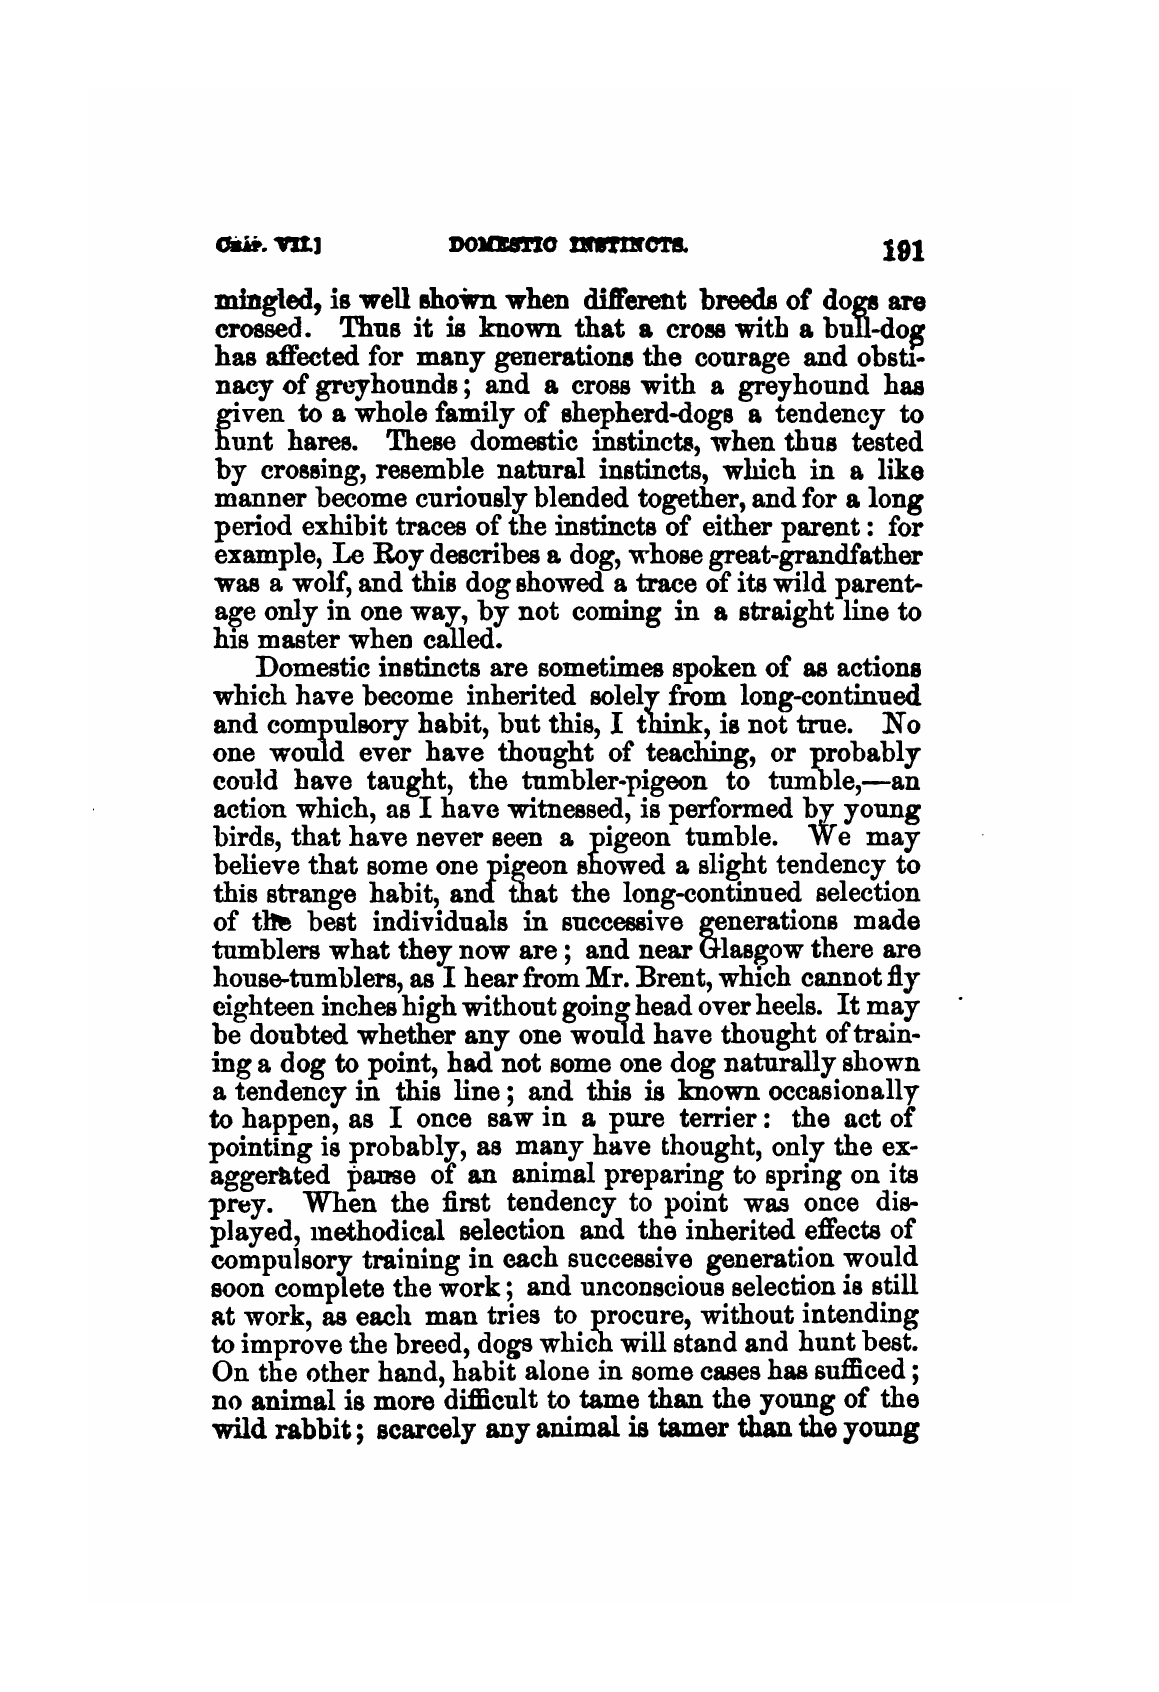 CHAP. VII.] DOMESTIC INSTINCTS. 191
mingled, is well shown when different breeds of dogs are
crossed. Thus it is known that a cross with a bull-dog
has affected for many generations the courage and obsti-
nacy of greyhounds; and a cross with a greyhound has
given to a whole family of shepherd-dogs a tendency to
hunt hares. These domestic instincts, when thus tested
by crossing, resemble natural instincts, which in a like
manner become curiously blended together, and for a long
period exhibit traces of the instincts of either parent: for
example, Le Roy describes a dog, whose great-grandfather
was a wolf, and this dog showed a trace of its wild parent-
age only in one way, by not coming in a straight line to
his master when called.
Domestic instincts are sometimes spoken of as actions
which have become inherited solely from long-continued
and compulsory habit, but this, I think, is not true. No
one would ever have thought of teaching, or probably
could have taught, the tumbler-pigeon to tumble,—an
action which, as I have witnessed, is performed by young
birds, that have never seen a pigeon tumble. We may
believe that some one pigeon showed a slight tendency to
this strange habit, and that the long-continued selection
of the best individuals in successive generations made
tumblers what they now are; and near Glasgow there are
house-tumblers, as I hear from Mr. Brent, which cannot fly
eighteen inches high without going head over heels. It may
be doubted whether any one would have thought of train-
ing a dog to point, had not some one dog naturally shown
a tendency in this line; and this is known occasionally
to happen, as I once saw in a pure terrier: the act of
pointing is probably, as many have thought, only the ex-
aggerated pause of an animal preparing to spring on its
prey. When the first tendency to point was once dis-
played, methodical selection and the inherited effects of
compulsory training in each successive generation would
soon complete the work; and unconscious selection is still
at work, as each man tries to procure, without intending
to improve the breed, dogs which will stand and hunt best.
On the other hand, habit alone in some cases has sufficed;
no animal is more difficult to tame than the young of the
wild rabbit; scarcely any animal is tamer than the young